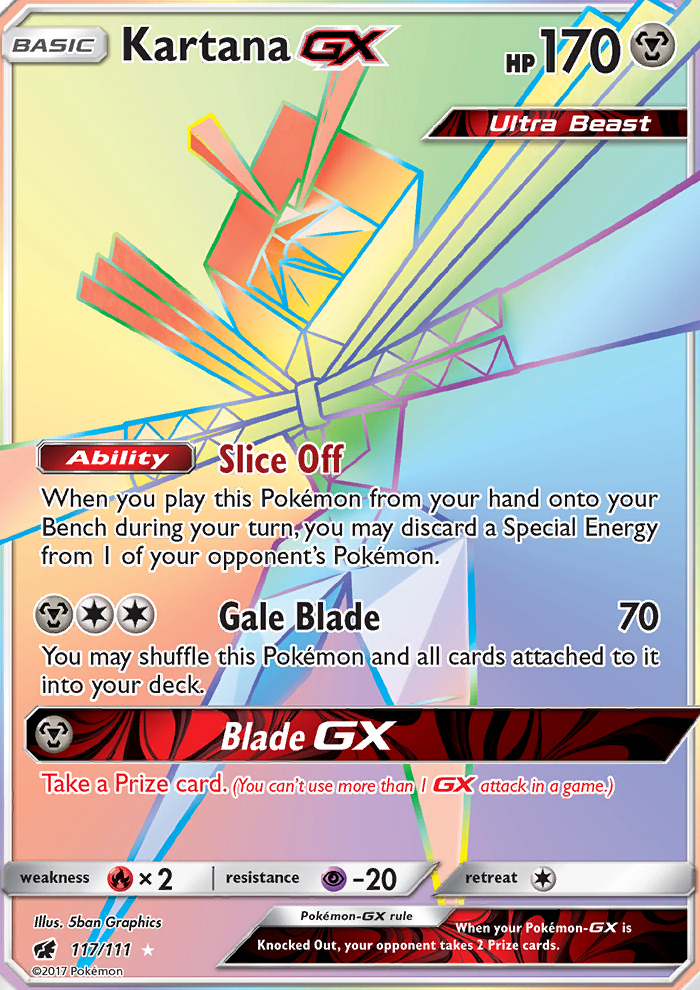 BASIC Kartana GX HP 170
Ultra Beast
Ability Slice Off
When you play this Pokémon from your hand onto your
Bench during your turn, you may discard a Special Energy
from 1 of your opponent's Pokémon.
Gale Blade 70
You may shuffle this Pokémon and all cards attached to it
into your deck.
Blade GX
Take a Prize card. (You can't use more than 1 GX attack in a game.)
weakness × 2 resistance -20 retreat
Illus. 5ban Graphics
117/111
©2017 Pokémon
Pokémon-GX rule
When your Pokémon-GX is
Knocked Out, your opponent takes 2 Prize cards.